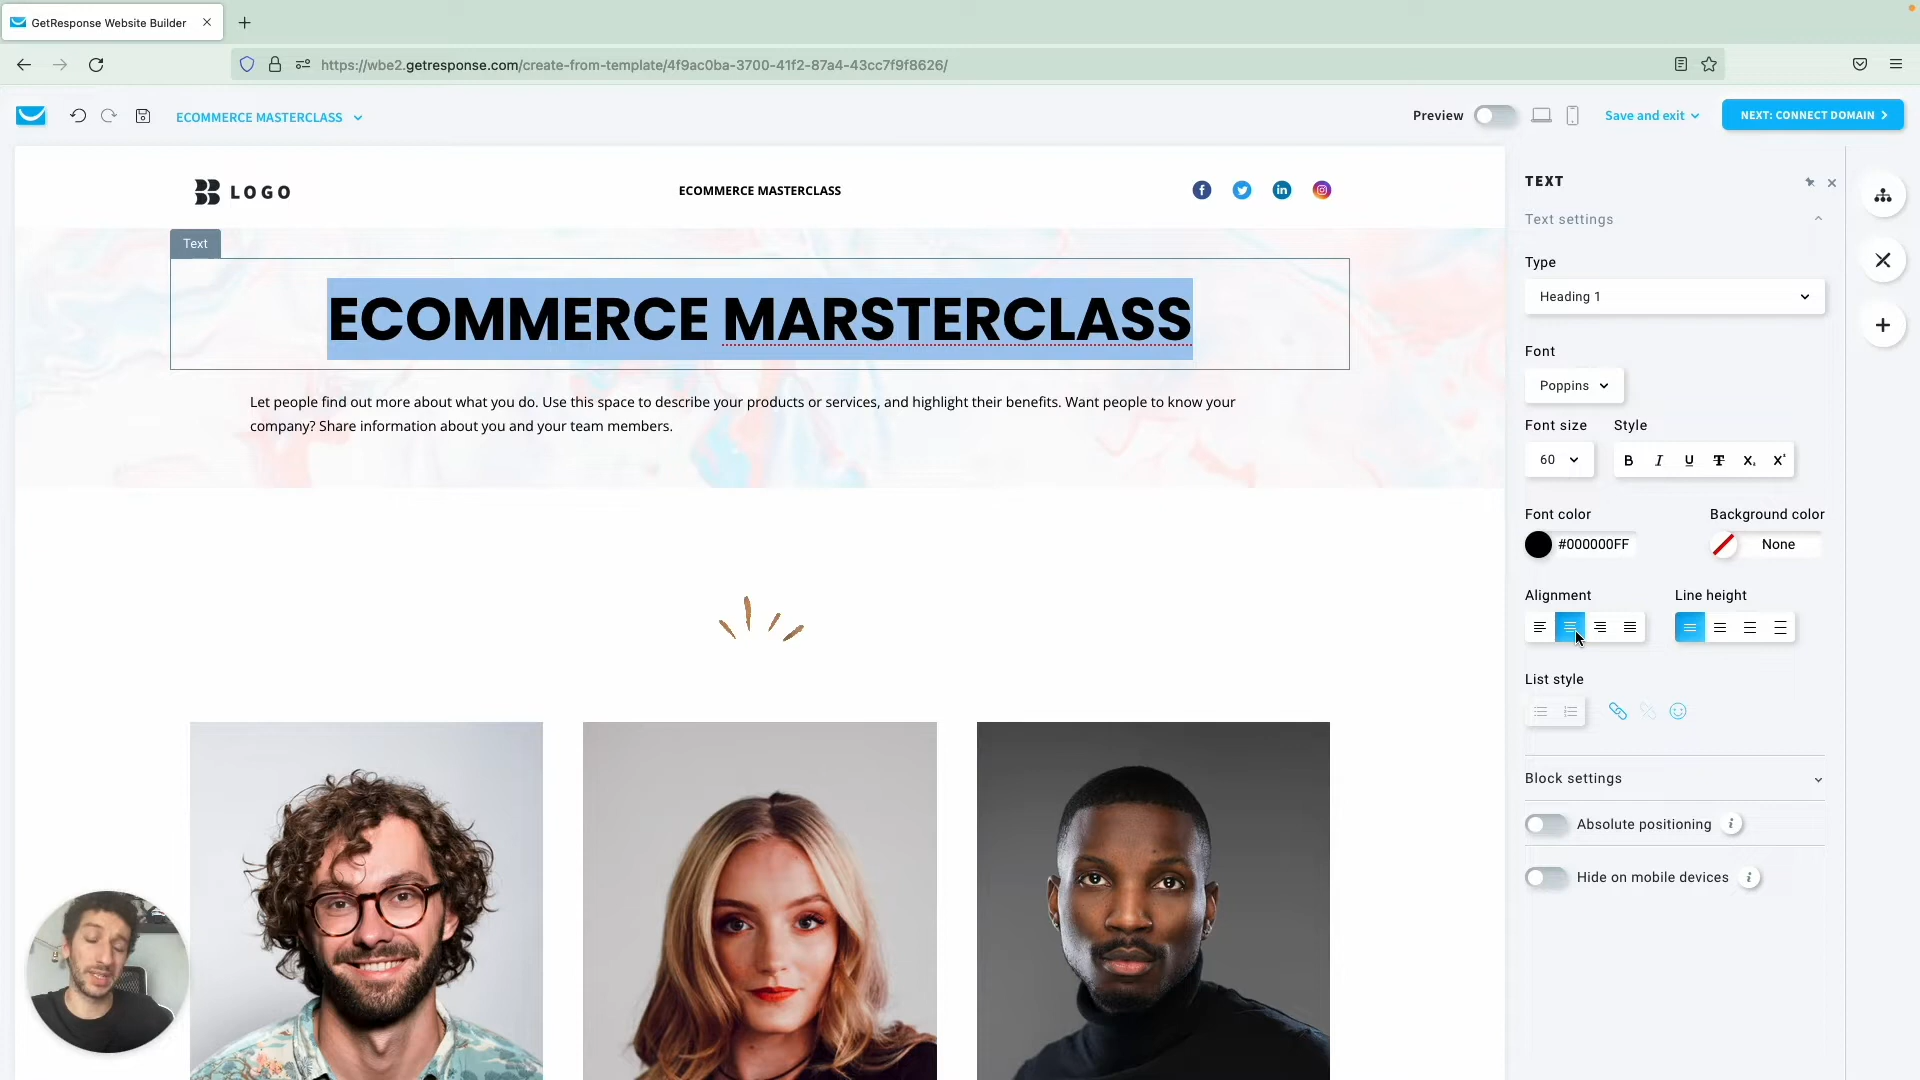 GetResponse Website Builder
https://wbe2.getresponse.com/create-from-template/4f9ac0ba-3700-41f2-87a4-43cc7f9f8626/
ECOMMERCE MASTERCLASS
Preview
Save and exit
NEXT: CONNECT DOMAIN
LOGO
ECOMMERCE MASTERCLASS
Text
ECOMMERCE MARSTERCLASS
Let people find out more about what you do. Use this space to describe your products or services, and highlight their benefits. Want people to know your
company? Share information about you and your team members.
TEXT
Text settings
Type
Heading 1
Font
Poppins
Font size
Style
60
B I U T X, X'
Font color
Background color
#000000FF
None
Alignment
Line height
List style
Block settings
Absolute positioning
Hide on mobile devices